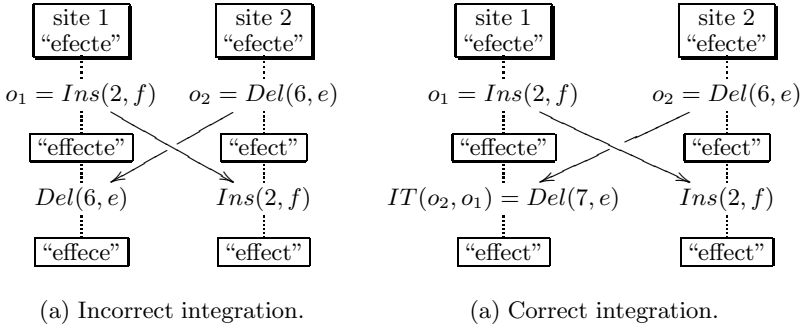 site 1
“efecte”
site 2
“efecte”
o₁ = Ins(2, f)
o₂ = Del(6, e)
“effecte”
“efect”
Del(6, e)
Ins(2, f)
“effece”
“effect”
(a) Incorrect integration.
site 1
“efecte”
site 2
“efecte”
o₁ = Ins(2, f)
o₂ = Del(6, e)
“effecte”
“efect”
IT(o₂, o₁) = Del(7, e)
Ins(2, f)
“effect”
“effect”
(a) Correct integration.